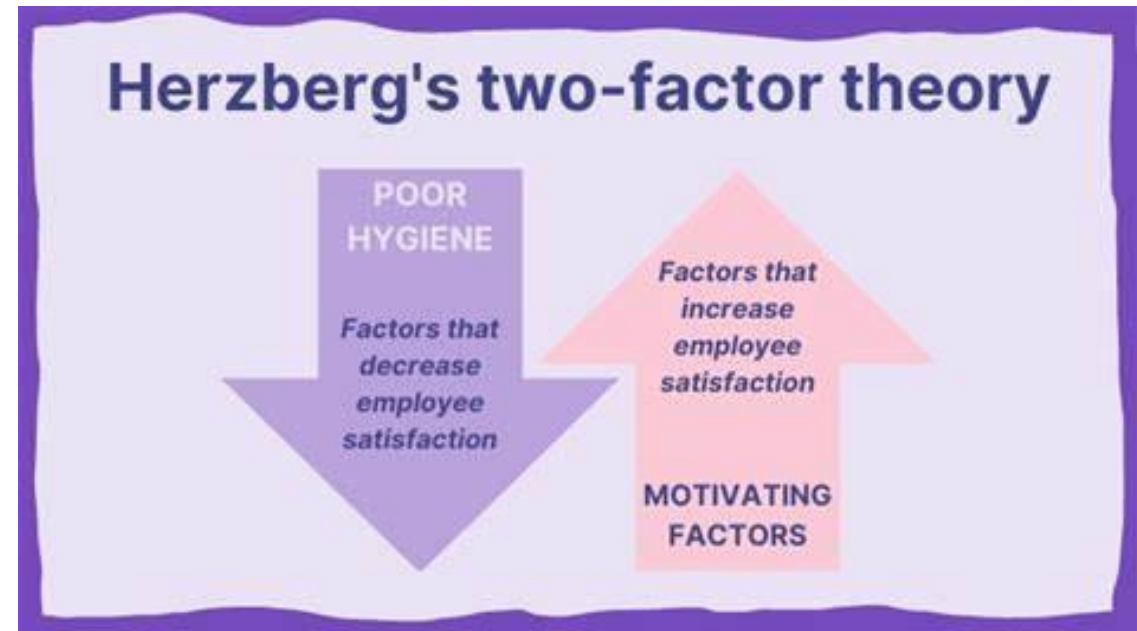 Herzberg's two-factor theory
POOR
HYGIENE
Factors that
decrease
employee
satisfaction
Factors that
increase
employee
satisfaction
MOTIVATING
FACTORS